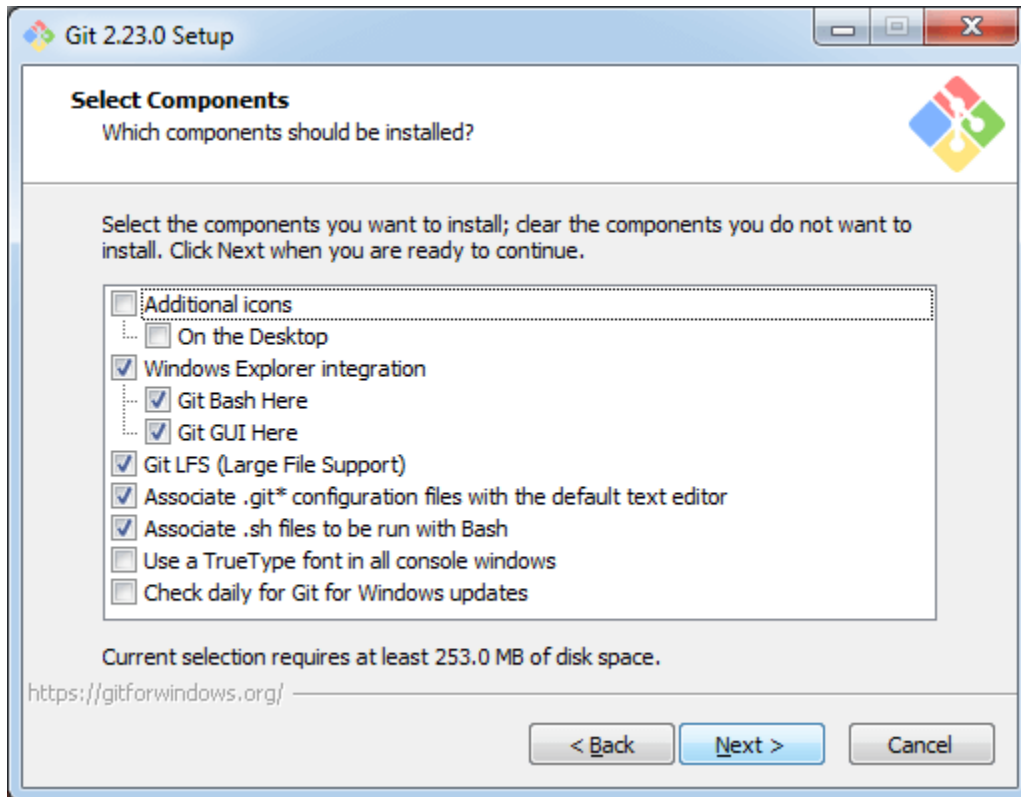 Git 2.23.0 Setup
Select Components
Which components should be installed?
Select the components you want to install; clear the components you do not want to
install. Click Next when you are ready to continue.
Additional icons
On the Desktop
Windows Explorer integration
Git Bash Here
Git GUI Here
Git LFS (Large File Support)
Associate .git* configuration files with the default text editor
Associate .sh files to be run with Bash
Use a TrueType font in all console windows
Check daily for Git for Windows updates
Current selection requires at least 253.0 MB of disk space.
https://gitforwindows.org/
< Back Next > Cancel